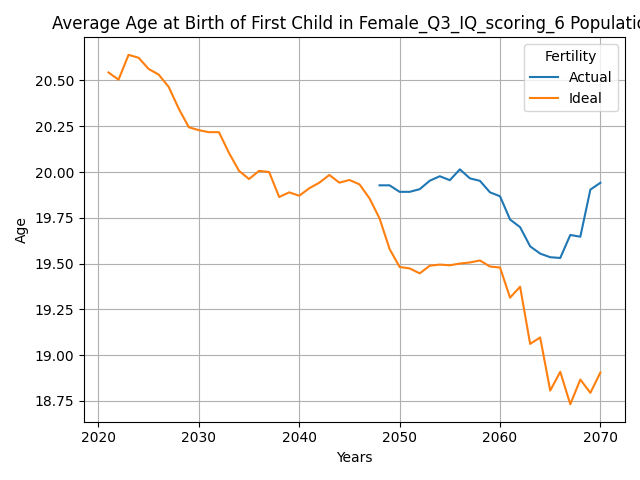 Average Age at Birth of First Child in Female_Q3_IQ_scoring_6 Populatio
Fertility
Actual
Ideal
20.50
20.25
20.00
19.75
19.50
19.25
19.00
18.75
Age
2020 2030 2040 2050 2060 2070
Years